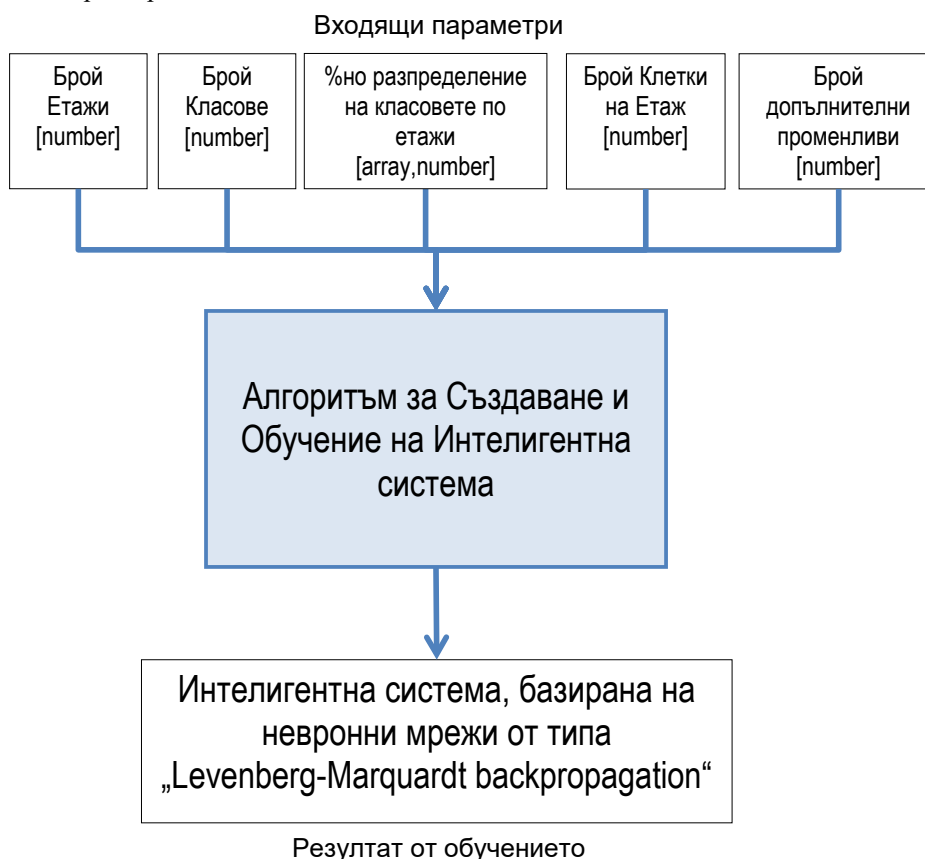 Входящи параметри
Брой
Етажи
[number]
Брой
Класове
[number]
%но разпределение
на класовете по
етажи
[array,number]
Брой Клетки
на Етаж
[number]
Брой
допълнителни
променливи
[number]
Алгоритъм за Създаване и
Обучение на Интелигентна
система
Интелигентна система, базирана на
невронни мрежи от типа
„Levenberg-Marquardt backpropagation“
Резултат от обучението